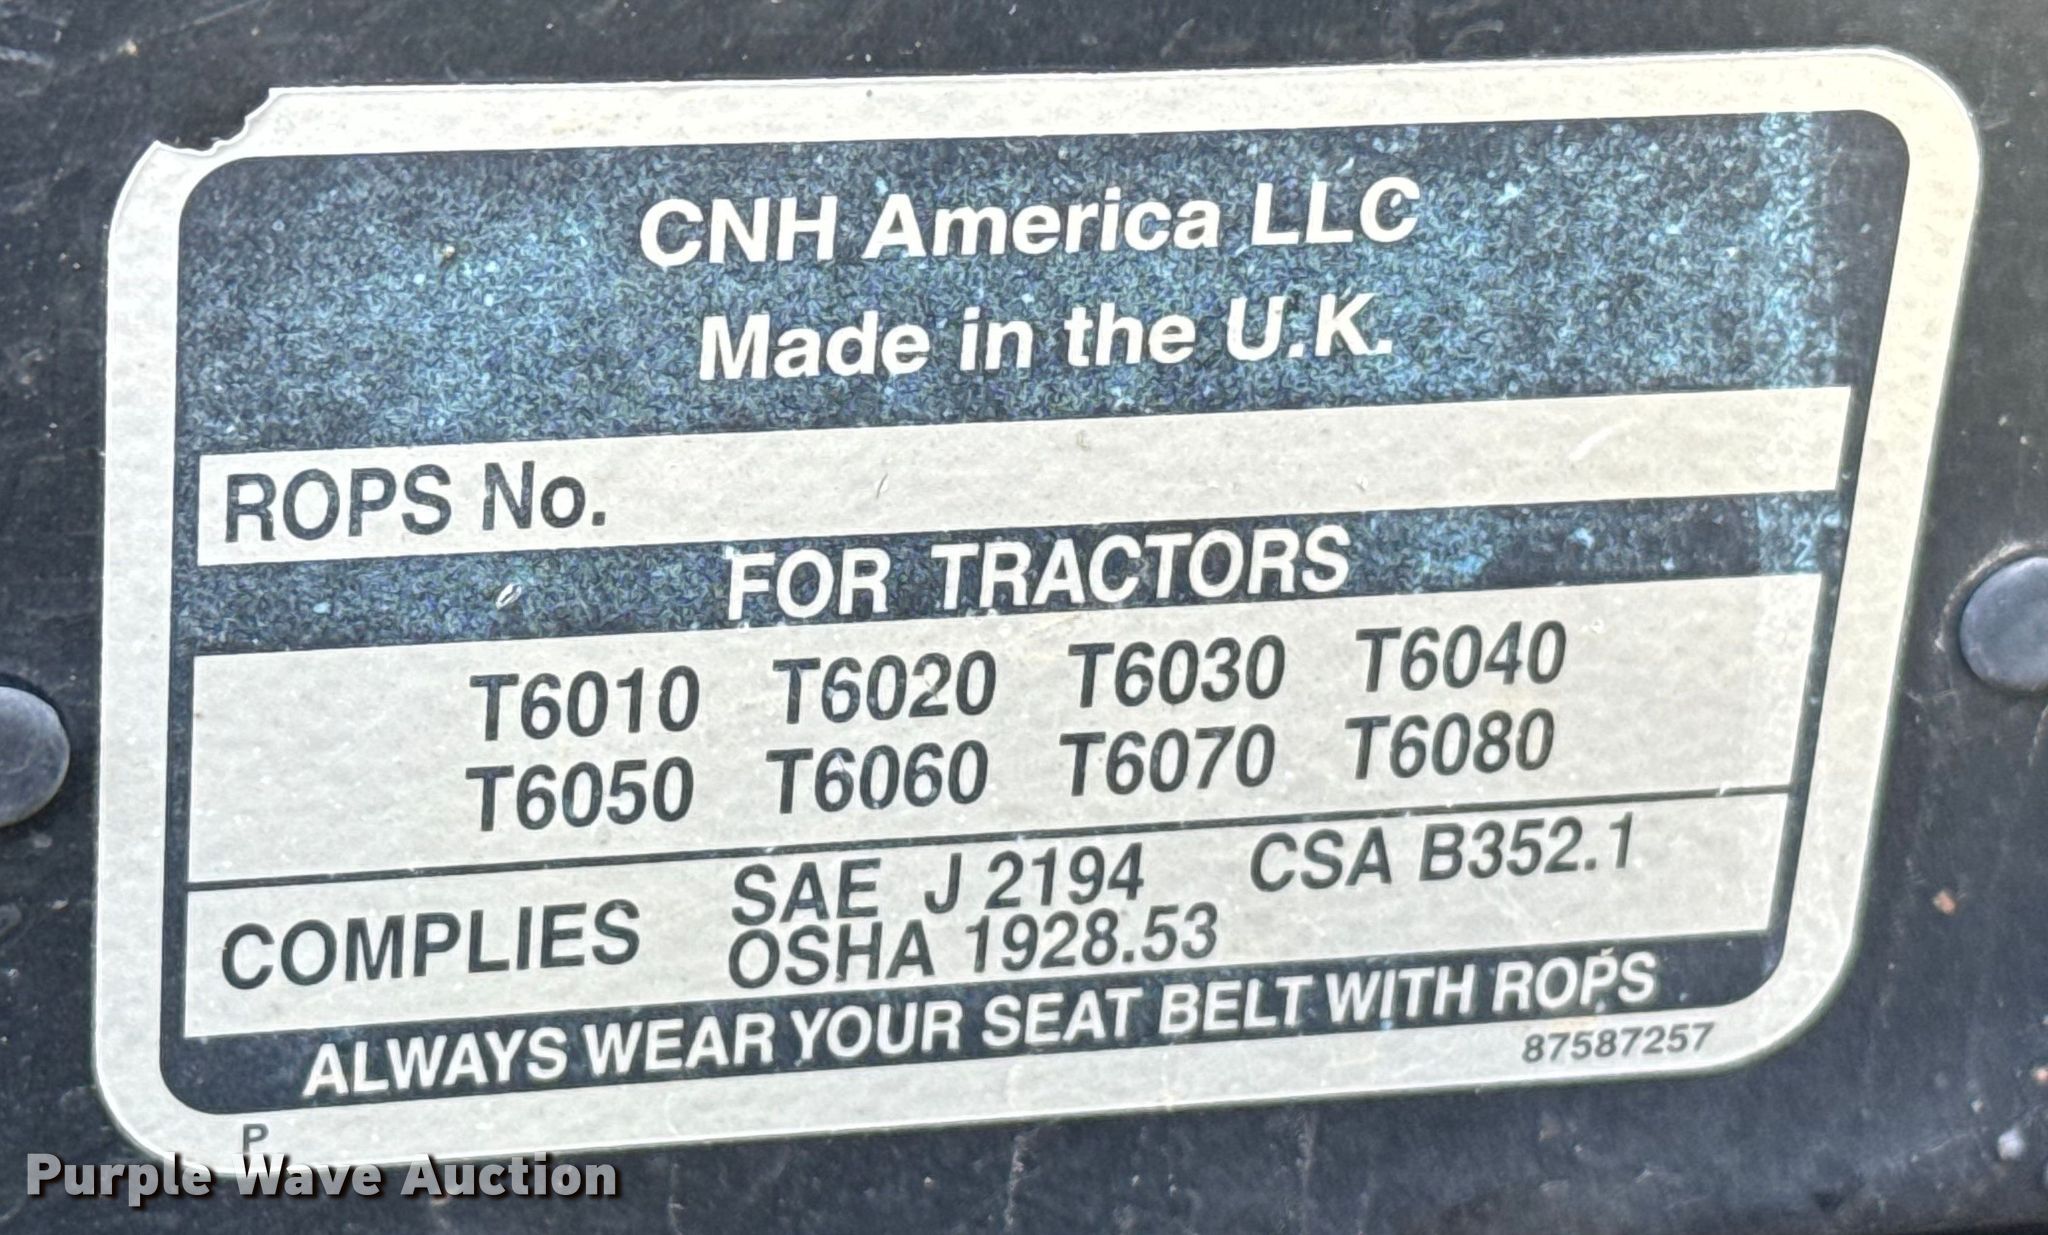 CNH America LLC
Made in the U.K.
ROPS No.
FOR TRACTORS
T6010 T6020 T6030 T6040
T6050 T6060 T6070 T6080
COMPLIES SAE J 2194 CSA B352.1
OSHA 1928.53
ALWAYS WEAR YOUR SEAT BELT WITH ROPS
87587257
P
Purple Wave Auction